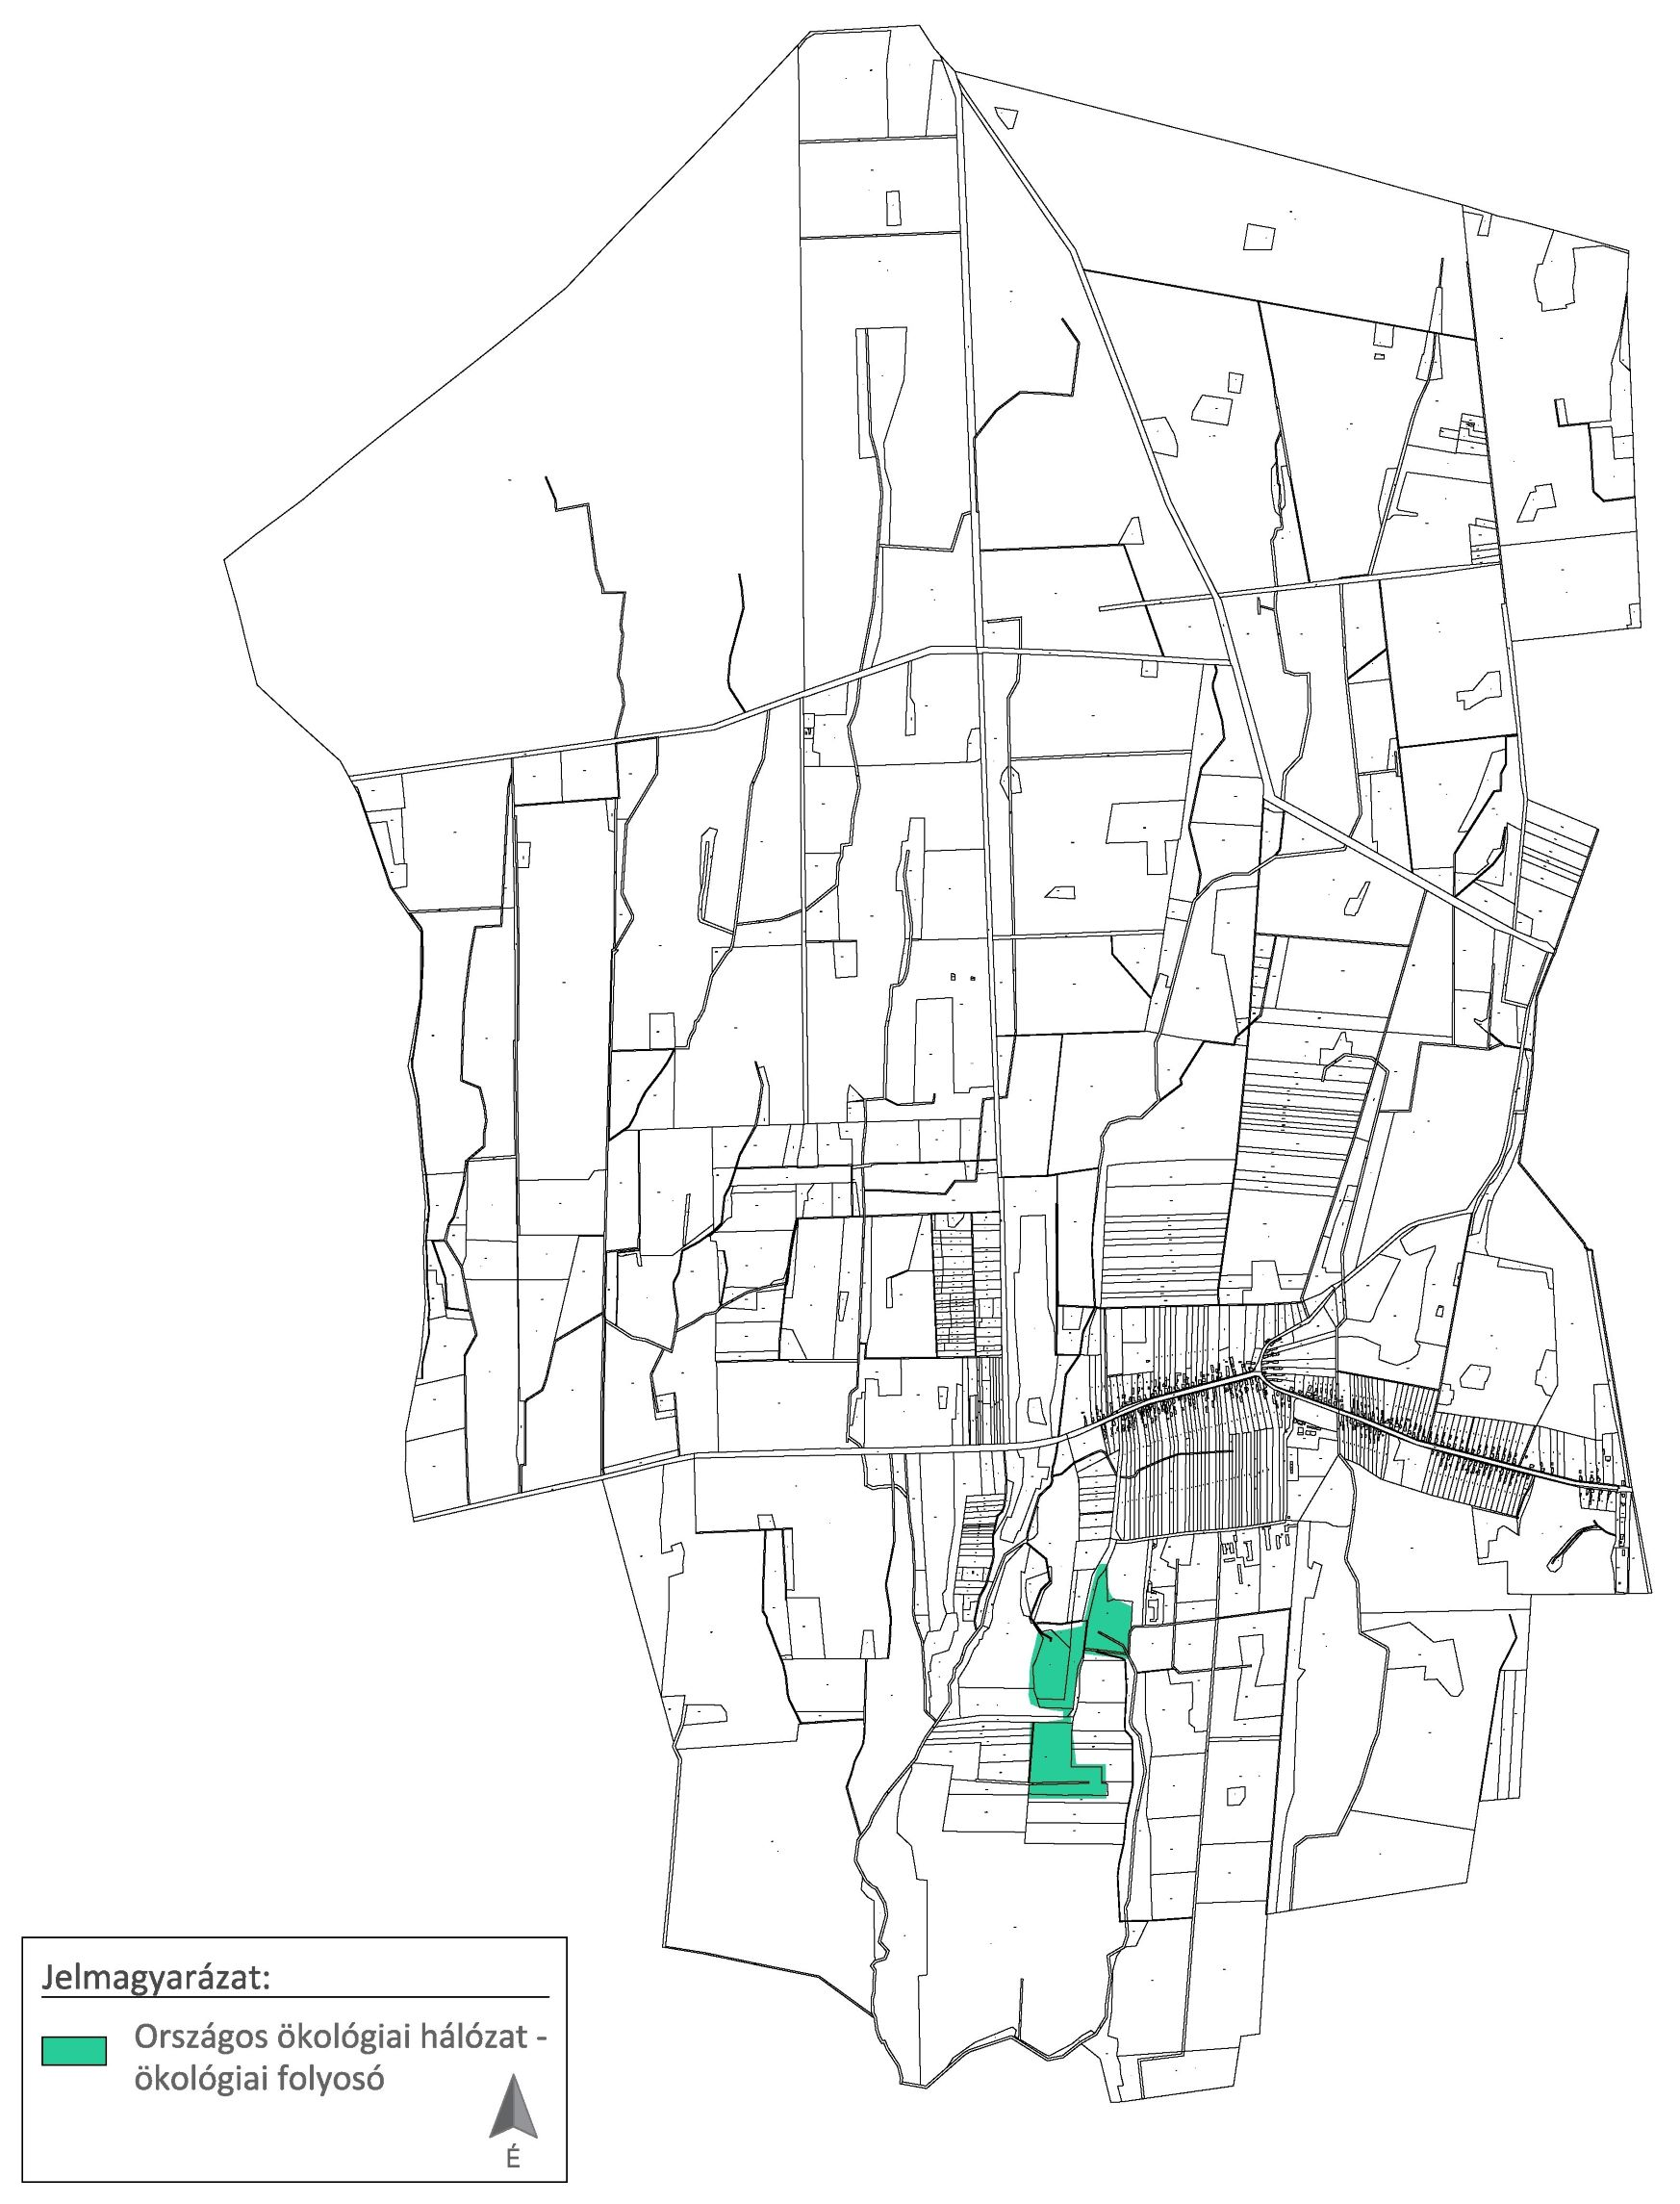 Jelmagyarázat:
Országos ökológiai hálózat -
ökológiai folyosó
É